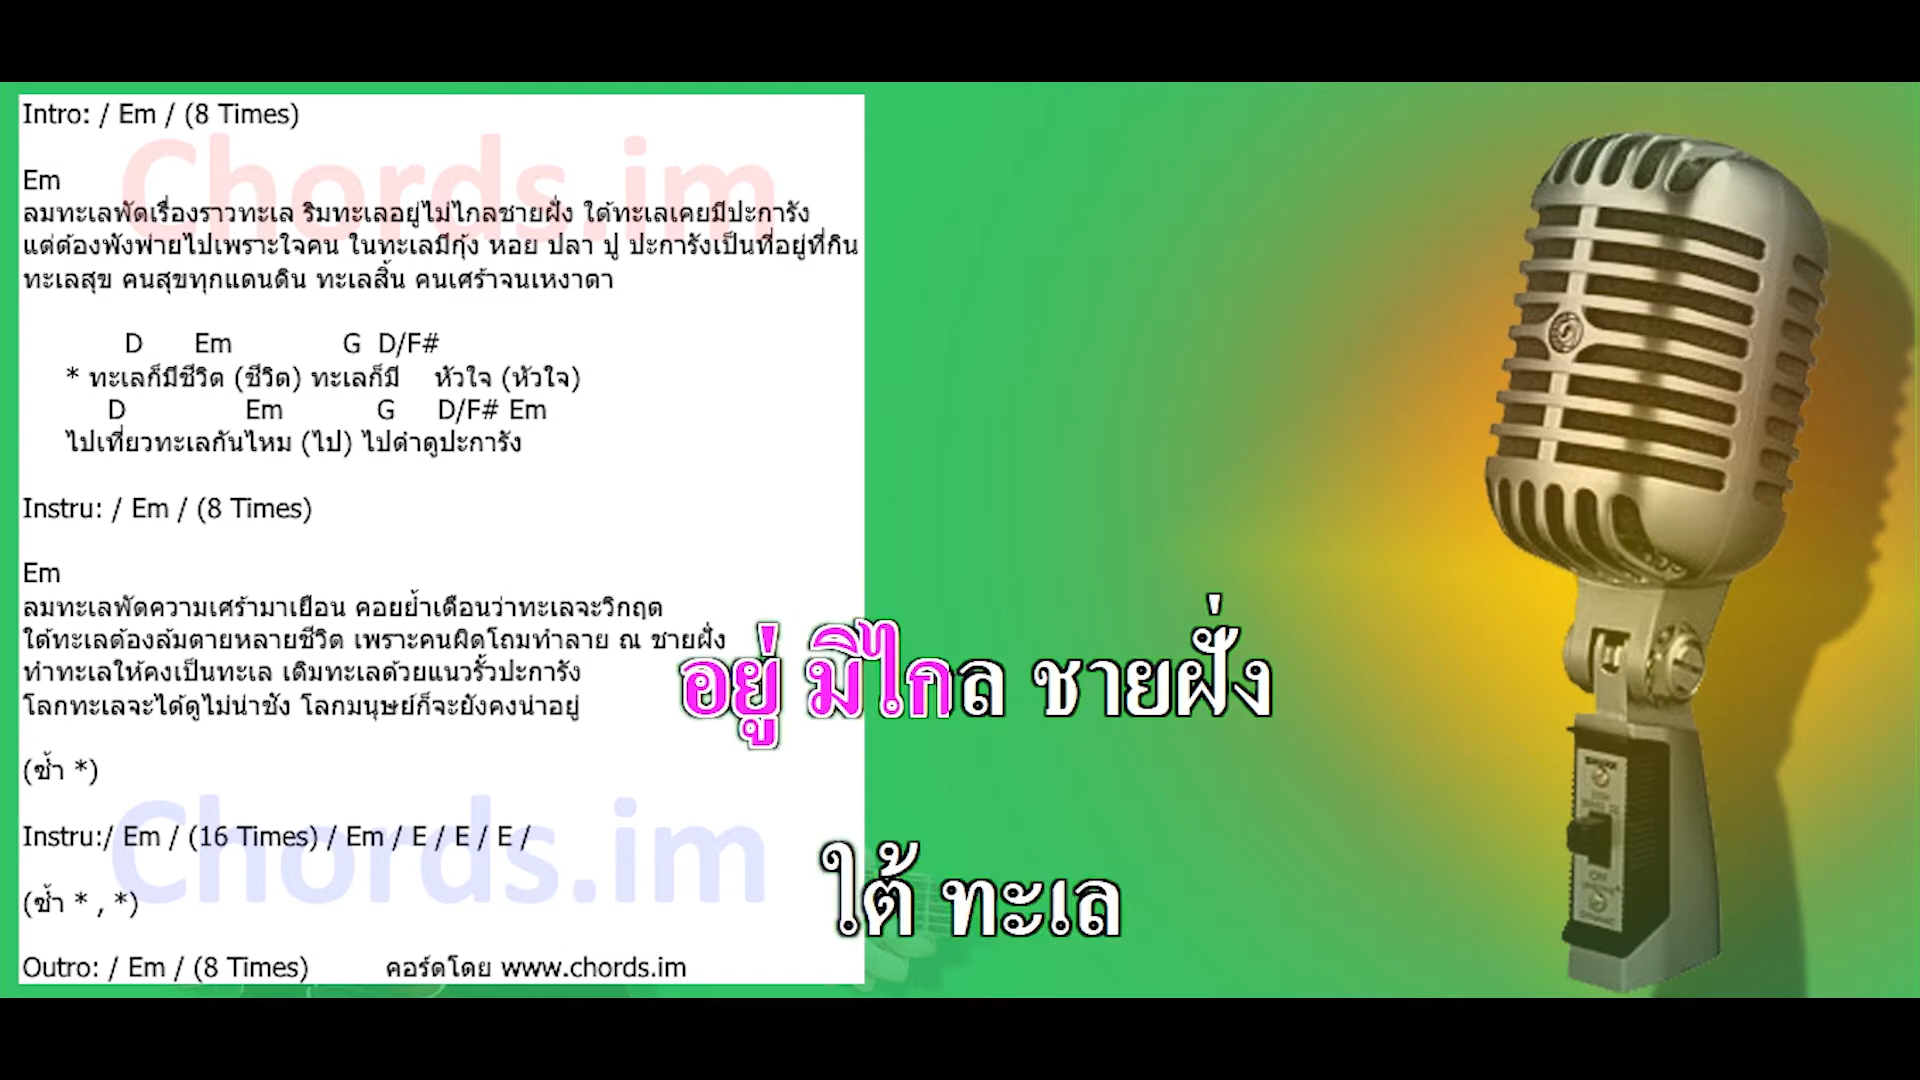 Intro: / Em / (8 Times)
Em
ลมทะเลพัดเรื่องราวทะเล ริมทะเลอยู่ไม่ไกลชายฝั่ง ใต้ทะเลเคยมีปะการัง
แต่ต้องพังพ่ายไปเพราะใจคน ในทะเลมีกุ้ง หอย ปลา ปู ปะการังเป็นที่อยู่ที่กิน
ทะเลสุข คนสุขทุกแดนดิน ทะเลสิ้น คนเศร้าจนเหงาตา
D Em G D/F#
* ทะเลก็มีชีวิต (ชีวิต) ทะเลก็มี หัวใจ (หัวใจ)
D Em G D/F# Em
ไปเที่ยวทะเลกันไหม (ไป) ไปดำดูปะการัง
Instru: / Em / (8 Times)
Em
ลมทะเลพัดความเศร้ามาเยือน คอยย้ำเตือนว่าทะเลจะวิกฤต
ใต้ทะเลต้องล้มตายหลายชีวิต เพราะคนผิดโถมทำลาย ณ ชายฝั่ง
ทำทะเลให้คงเป็นทะเล เติมทะเลด้วยแนวรั้วปะการัง
โลกทะเลจะได้ดูไม่น่าชัง โลกมนุษย์ก็จะยังคงน่าอยู่
(ซ้ำ *)
Instru:/ Em / (16 Times) / Em / E / E / E /
(ซ้ำ * , *)
Outro: / Em / (8 Times) คอร์ดโดย www.chords.im
Chords.im
Chords.im
อยู่ มิไกล ชายฝั่ง
ใต้ ทะเล